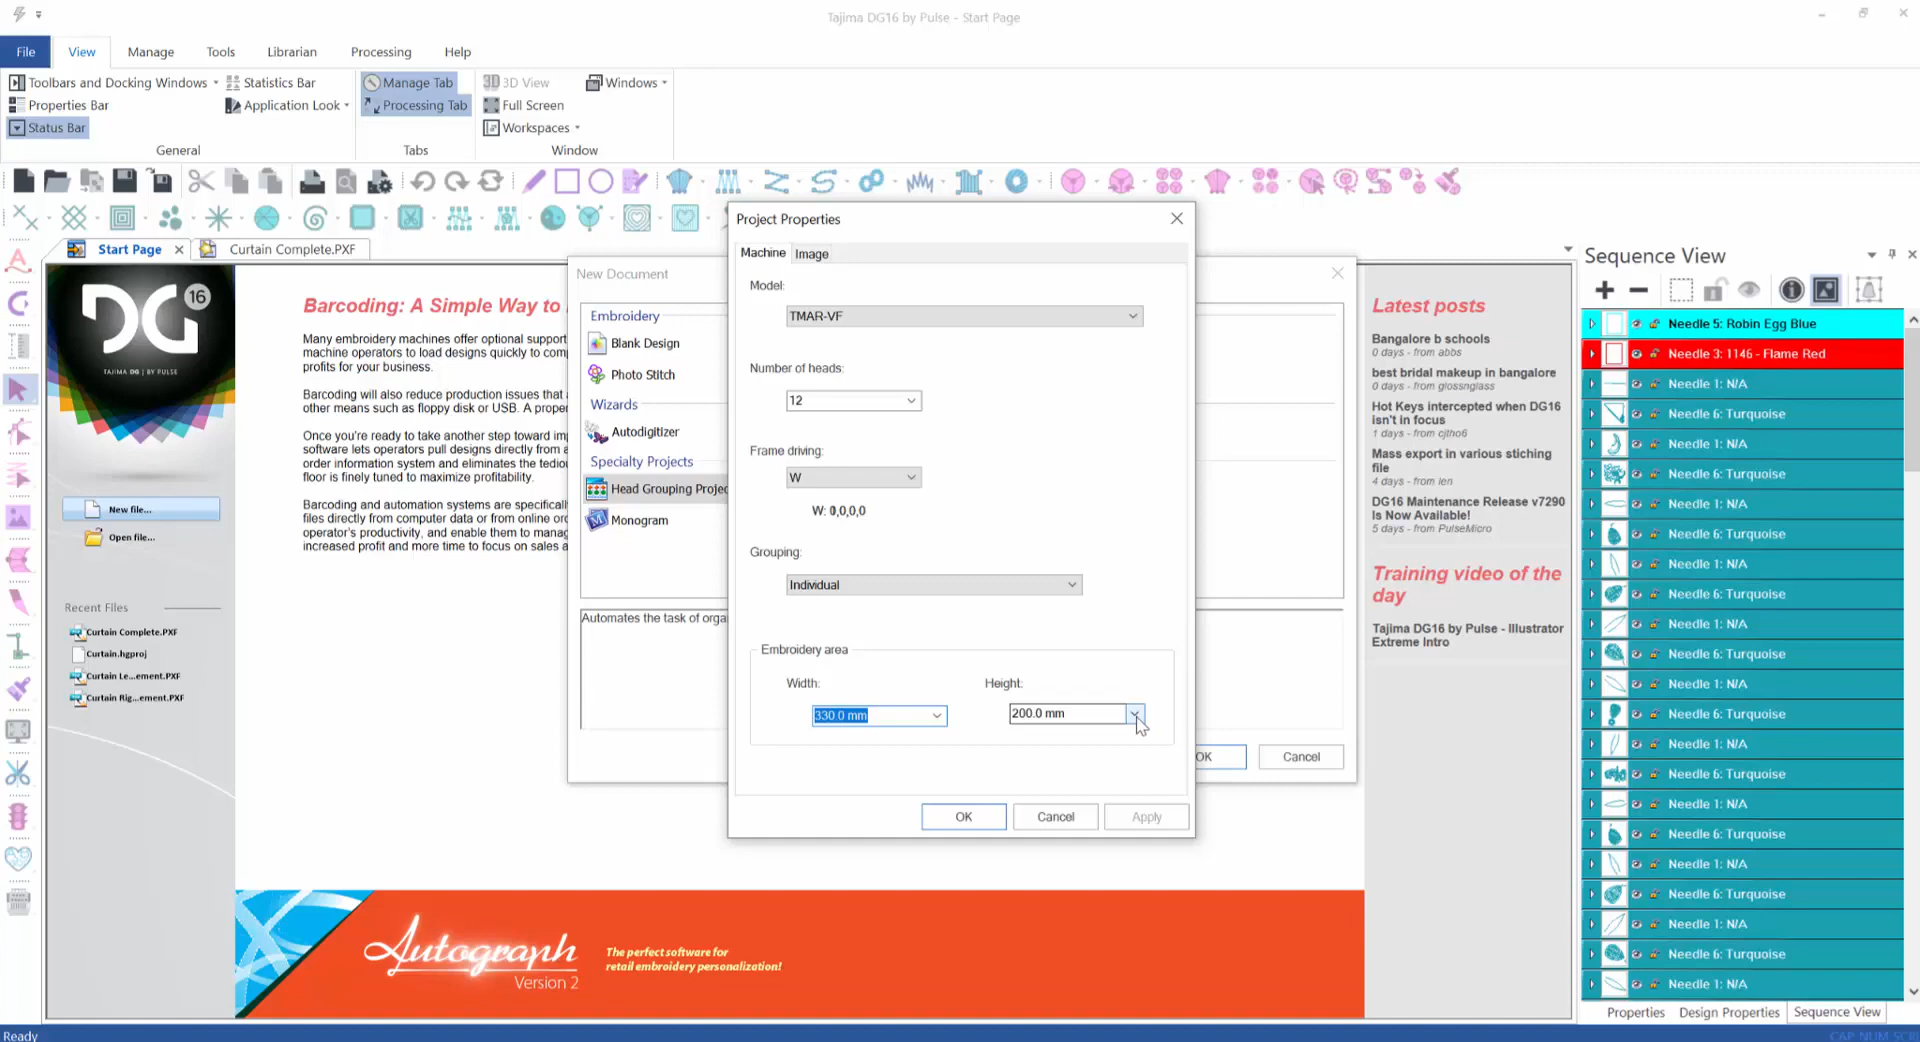 Tajima DG16 by Pulse - Start Page
File
View
Manage
Tools
Librarian
Processing
Help
Toolbars and Docking Windows
Statistics Bar
Properties Bar
Application Look
Status Bar
General
Manage Tab
Processing Tab
Tabs
3D 3D View
Full Screen
Workspaces
Windows
Window
Start Page
Curtain Complete.PXF
DG 16
TAJIMA DG | BY PULSE
New file...
Open file...
Recent Files
Curtain Complete.PXF
Curtain.hgproj
Curtain Le...ement.PXF
Curtain Rig...ement.PXF
Barcoding: A Simple Way to
Many embroidery machines offer optional support
machine operators to load designs quickly to com
profits for your business.
Barcoding will also reduce production issues that
other means such as floppy disk or USB. A proper
Once you're ready to take another step toward im
software lets operators pull designs directly from a
order information system and eliminates the tedio
floor is finely tuned to maximize profitability.
Barcoding and automation systems are specifical
files directly from computer data or from online or
operator's productivity, and enable them to manag
increased profit and more time to focus on sales a
New Document
Embroidery
Blank Design
Photo Stitch
Wizards
Autodigitizer
Specialty Projects
Head Grouping Projec
Monogram
Automates the task of orga
OK
Cancel
Project Properties
Machine
Image
Model:
TMAR-VF
Number of heads:
12
Frame driving:
W
W: 0,0,0,0
Grouping:
Individual
Embroidery area
Width:
Height:
330.0 mm
200.0 mm
OK
Cancel
Apply
Latest posts
Bangalore b schools
0 days - from abbs
best bridal makeup in bangalore
0 days - from glossnglass
Hot Keys intercepted when DG16
isn't in focus
1 days - from cjtho6
Mass export in various stiching
file
4 days - from len
DG16 Maintenance Release v7290
Is Now Available!
5 days - from PulseMicro
Training video of the
day
Tajima DG16 by Pulse - Illustrator
Extreme Intro
Autograph
Version 2
The perfect software for
retail embroidery personalization!
Sequence View
Needle 5: Robin Egg Blue
Needle 3: 1146 - Flame Red
Needle 1: N/A
Needle 6: Turquoise
Needle 1: N/A
Needle 6: Turquoise
Needle 1: N/A
Needle 6: Turquoise
Needle 1: N/A
Needle 6: Turquoise
Needle 1: N/A
Needle 6: Turquoise
Needle 1: N/A
Needle 6: Turquoise
Needle 1: N/A
Needle 6: Turquoise
Needle 1: N/A
Needle 6: Turquoise
Needle 1: N/A
Needle 6: Turquoise
Needle 1: N/A
Needle 6: Turquoise
Needle 1: N/A
Properties
Design Properties
Sequence View
Ready
CAP NUM SCR